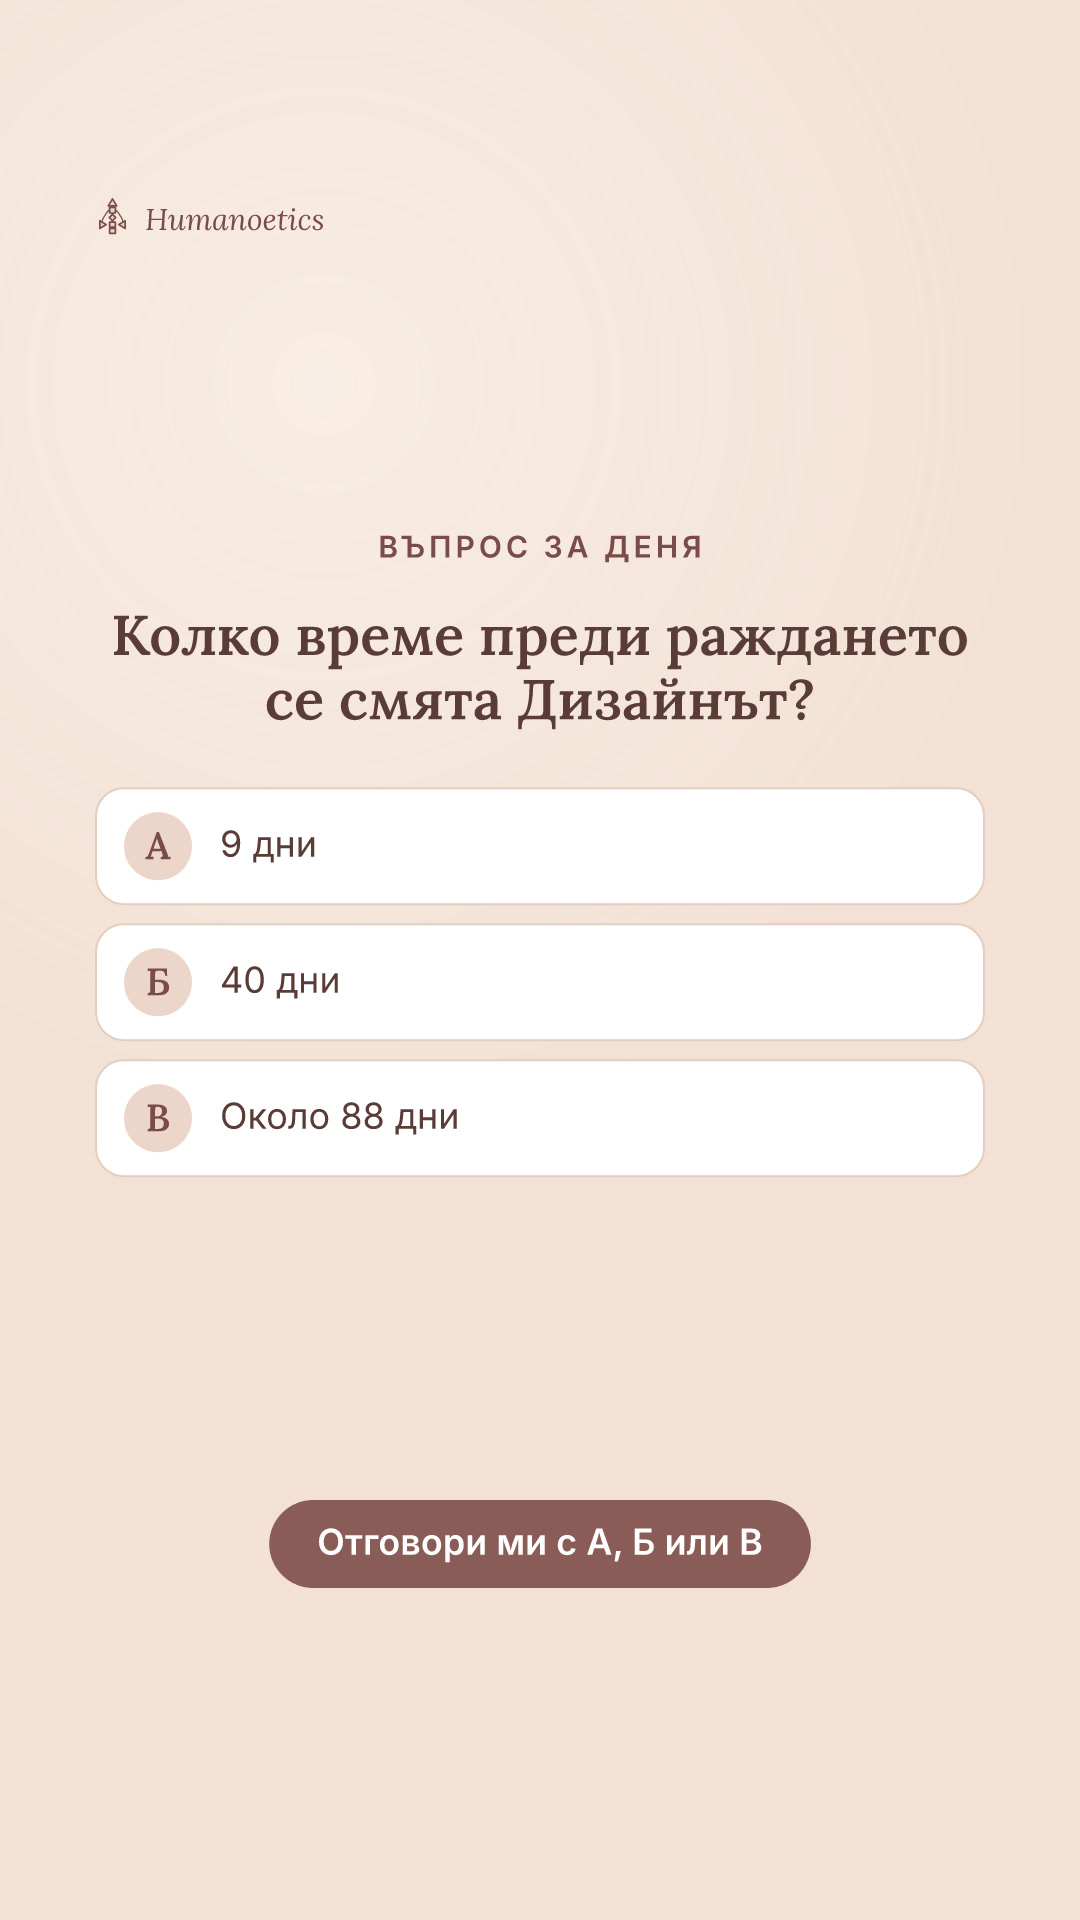 Humanoetics
ВЪПРОС ЗА ДЕНЯ
Колко време преди раждането
се смята Дизайнът?
А 9 дни
Б 40 дни
В Около 88 дни
Отговори ми с А, Б или В